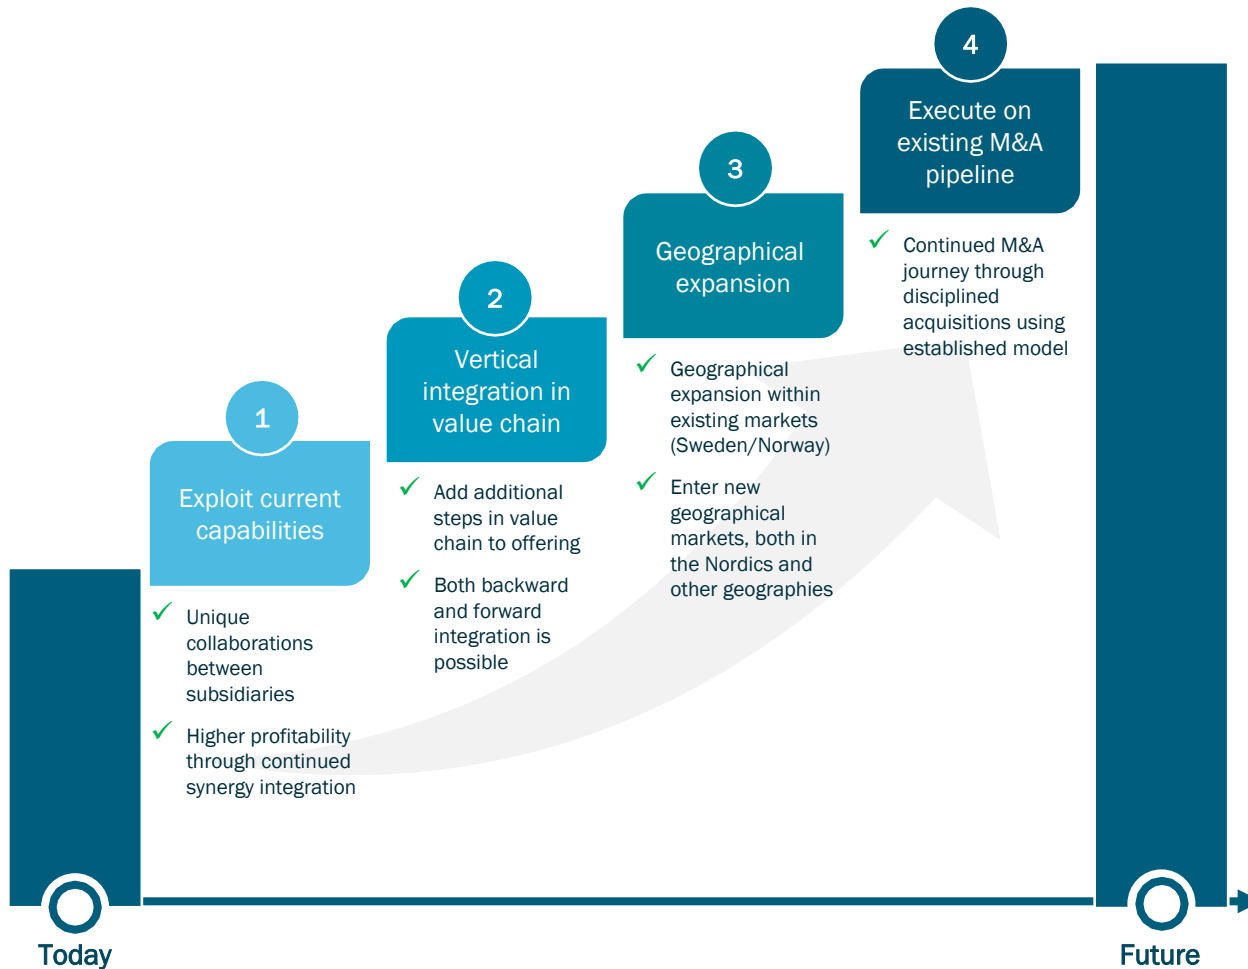 1
Exploit current
capabilities
Unique
collaborations
between
subsidiaries
Higher profitability
through continued
synergy integration
2
Vertical
integration in
value chain
Add additional
steps in value
chain to offering
Both backward
and forward
integration is
possible
3
Geographical
expansion
Geographical
expansion within
existing markets
(Sweden/Norway)
Enter new
geographical
markets, both in
the Nordics and
other geographies
4
Execute on
existing M&A
pipeline
Continued M&A
journey through
disciplined
acquisitions using
established model
Today
Future